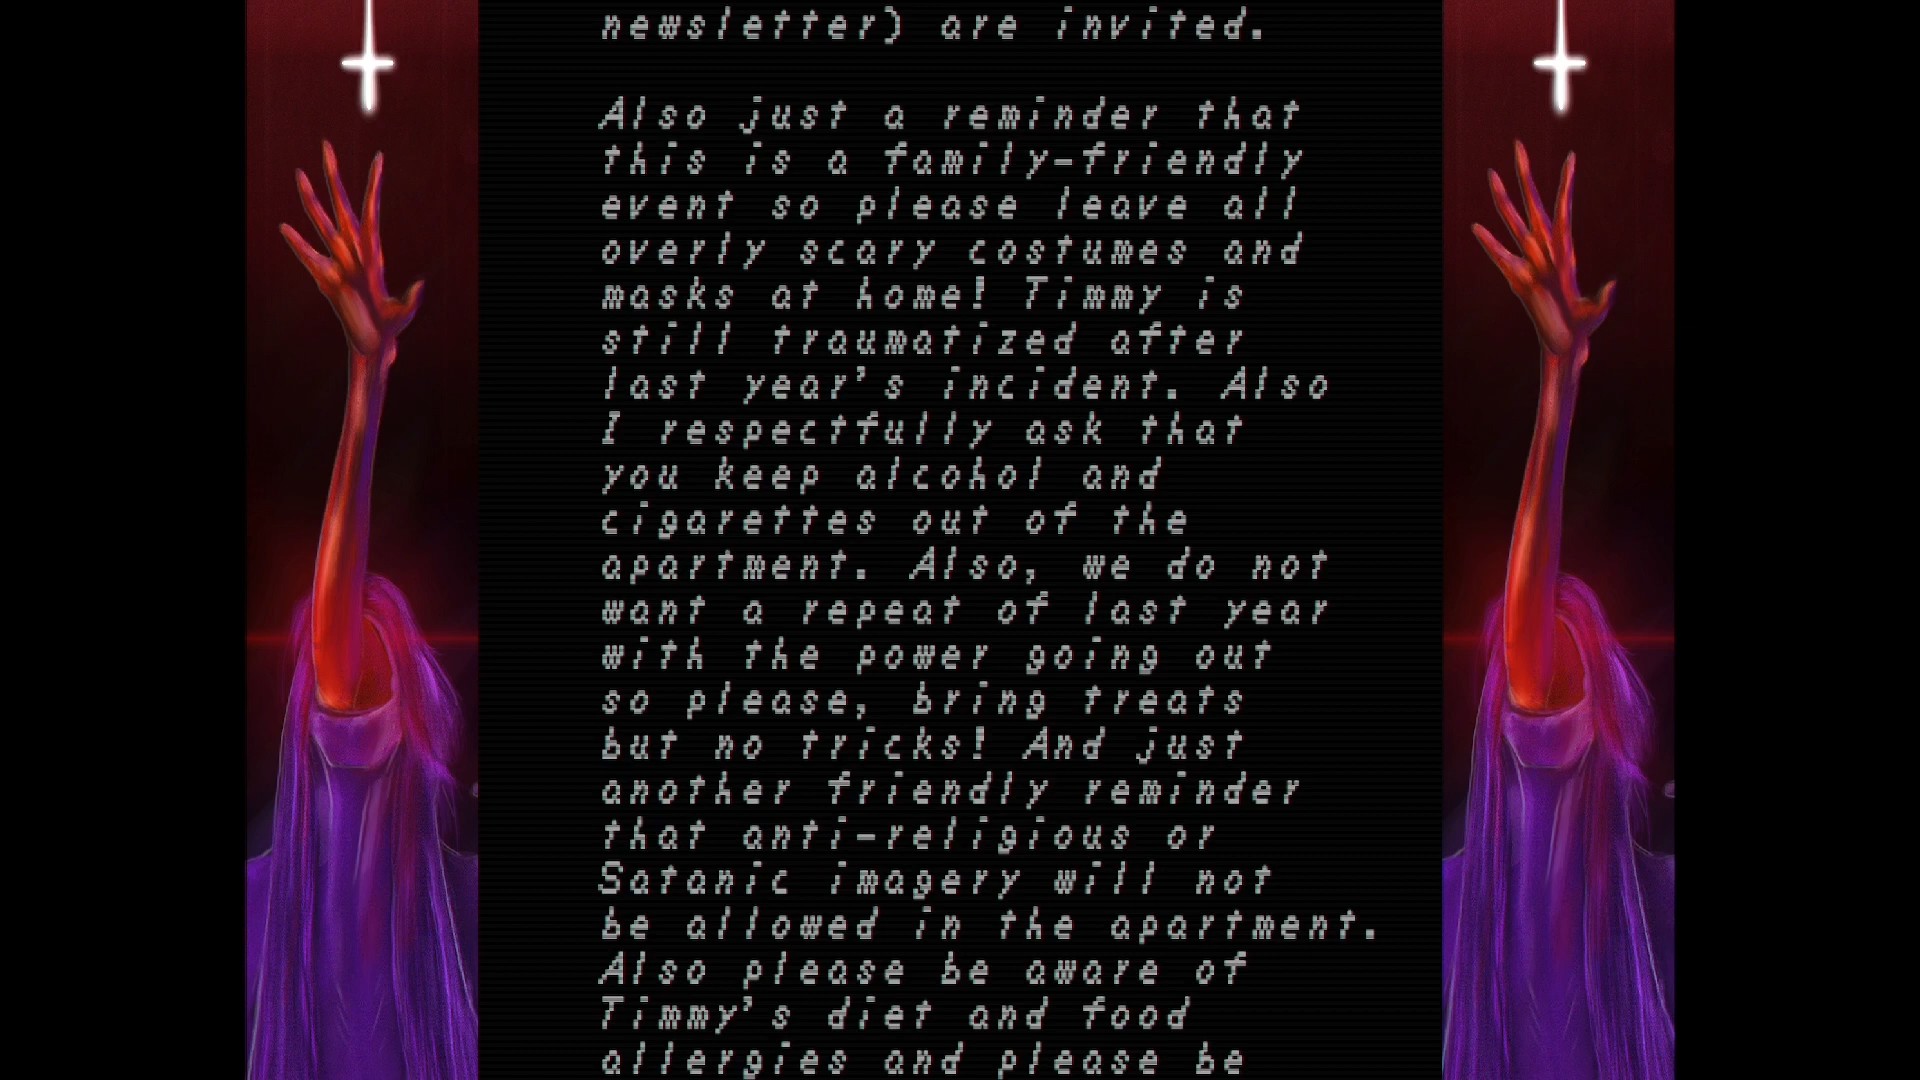 newsletter) are invited.
Also just a reminder that
this is a family-friendly
event so please leave all
overly scary costumes and
masks at home! Timmy is
still traumatized after
last year's incident. Also
I respectfully ask that
you keep alcohol and
cigarettes out of the
apartment. Also, we do not
want a repeat of last year
with the power going out
so please, bring treats
but no tricks! And just
another friendly reminder
that anti-religious or
Satanic imagery will not
be allowed in the apartment.
Also please be aware of
Timmy's diet and food
allergies and please be